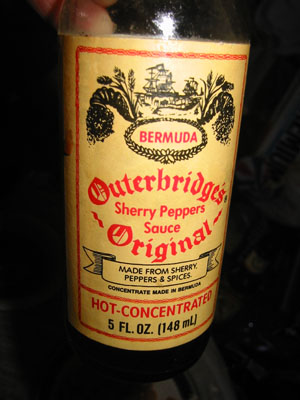 BERMUDA
Outerbridge's
Sherry Peppers
Sauce
Original
MADE FROM SHERRY,
PEPPERS & SPICES.
CONCENTRATE MADE IN BERMUDA
HOT-CONCENTRATED
5 FL. OZ. (148 mL)